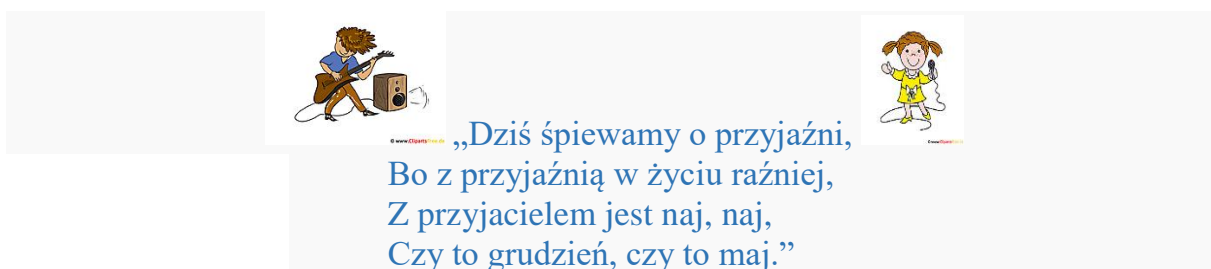 „Dziś śpiewamy o przyjaźni,
Bo z przyjaźnią w życiu raźniej,
Z przyjacielem jest naj, naj,
Czy to grudzień, czy to maj.”